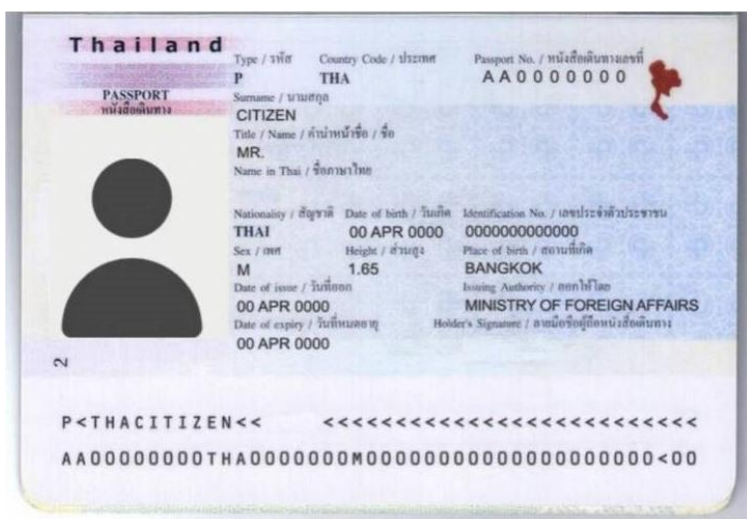 Thailand
PASSPORT
หนังสือเดินทาง
Type / รหัส Country Code / ประเทศ Passport No. / หนังสือเดินทางเลขที่
P THA AA0000000
Surname / นามสกุล
CITIZEN
Title / Name / คำนำหน้าชื่อ / ชื่อ
MR.
Name in Thai / ชื่อภาษาไทย
Nationality / สัญชาติ Date of birth / วันเกิด Identification No. / เลขประจำตัวประชาชน
THAI 00 APR 0000 0000000000000
Sex / เพศ Height / ส่วนสูง Place of birth / สถานที่เกิด
M 1.65 BANGKOK
Date of issue / วันที่ออก Issuing Authority / ออกให้โดย
00 APR 0000 MINISTRY OF FOREIGN AFFAIRS
Date of expiry / วันที่หมดอายุ Holder's Signature / ลายมือชื่อผู้ถือหนังสือเดินทาง
00 APR 0000
2
P<THACITIZEN<< <<<<<<<<<<<<<<<<<<<<<<<<<<
AA00000000THA0000000M0000000000000000000000<00